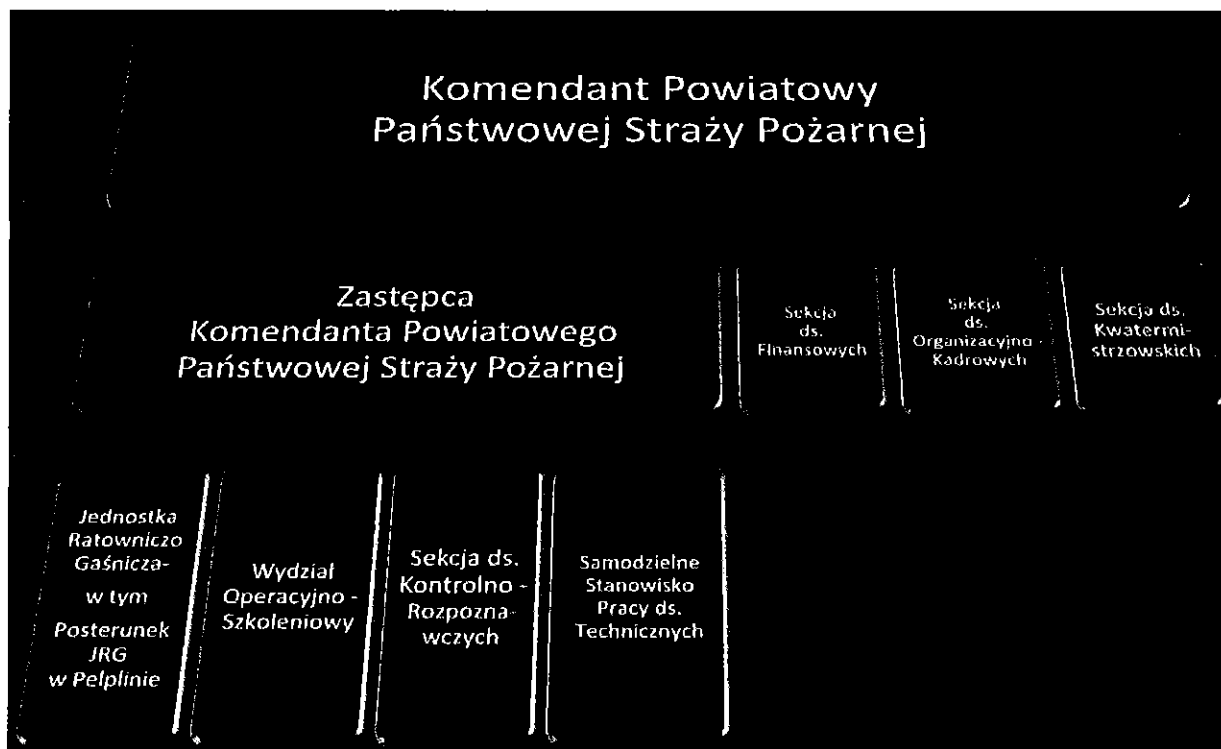 Komendant Powiatowy
Państwowej Straży Pożarnej
Zastępca
Komendanta Powiatowego
Państwowej Straży Pożarnej
Sekcja
ds.
Finansowych
Sekcja
ds.
Organizacyjno -
Kadrowych
Sekcja ds.
Kwatermi-
strzowskich
Jednostka
Ratowniczo
Gaśnicza-
w tym
Posterunek
JRG
w Pelplinie
Wydział
Operacyjno -
Szkoleniowy
Sekcja ds.
Kontrolno -
Rozpozna-
wczych
Samodzielne
Stanowisko
Pracy ds.
Technicznych